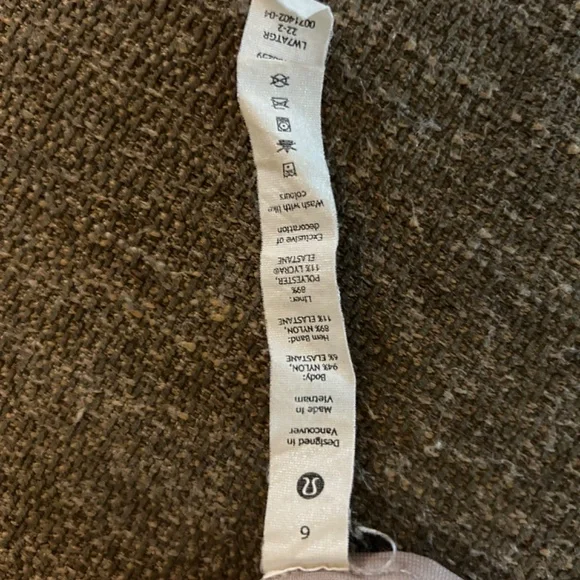 6
Designed in
Vancouver
Made in
Vietnam
Body:
94% NYLON,
6% ELASTANE
Hem Band:
89% NYLON,
11% ELASTANE
Liner:
89%
POLYESTER,
11% LYCRA®
ELASTANE
Exclusive of
decoration
Wash with like
colours
LW7ATGR
22-2
0071402-04